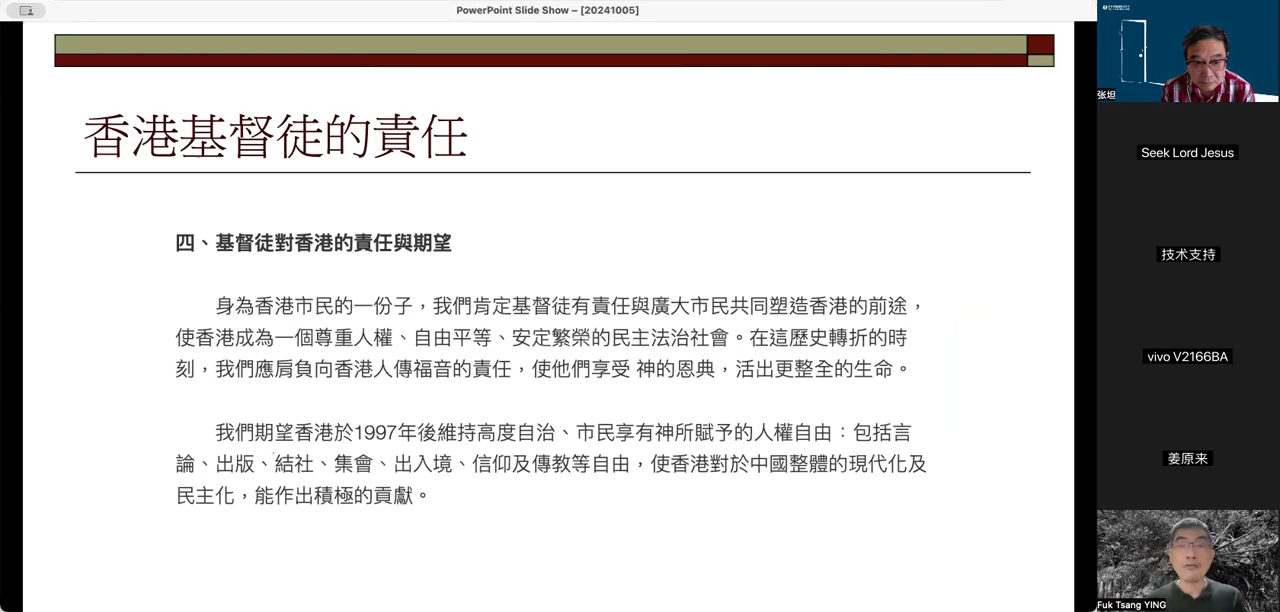 PowerPoint Slide Show – [20241005]
香港基督徒的責任
四、基督徒對香港的責任與期望
身為香港市民的一份子，我們肯定基督徒有責任與廣大市民共同塑造香港的前途，
使香港成為一個尊重人權、自由平等、安定繁榮的民主法治社會。在這歷史轉折的時
刻，我們應肩負向香港人傳福音的責任，使他們享受 神的恩典，活出更整全的生命。
我們期望香港於1997年後維持高度自治、市民享有神所賦予的人權自由：包括言
論、出版、結社、集會、出入境、信仰及傳教等自由，使香港對於中國整體的現代化及
民主化，能作出積極的貢獻。
张坦
Seek Lord Jesus
技术支持
vivo V2166BA
姜原来
Fuk Tsang YING